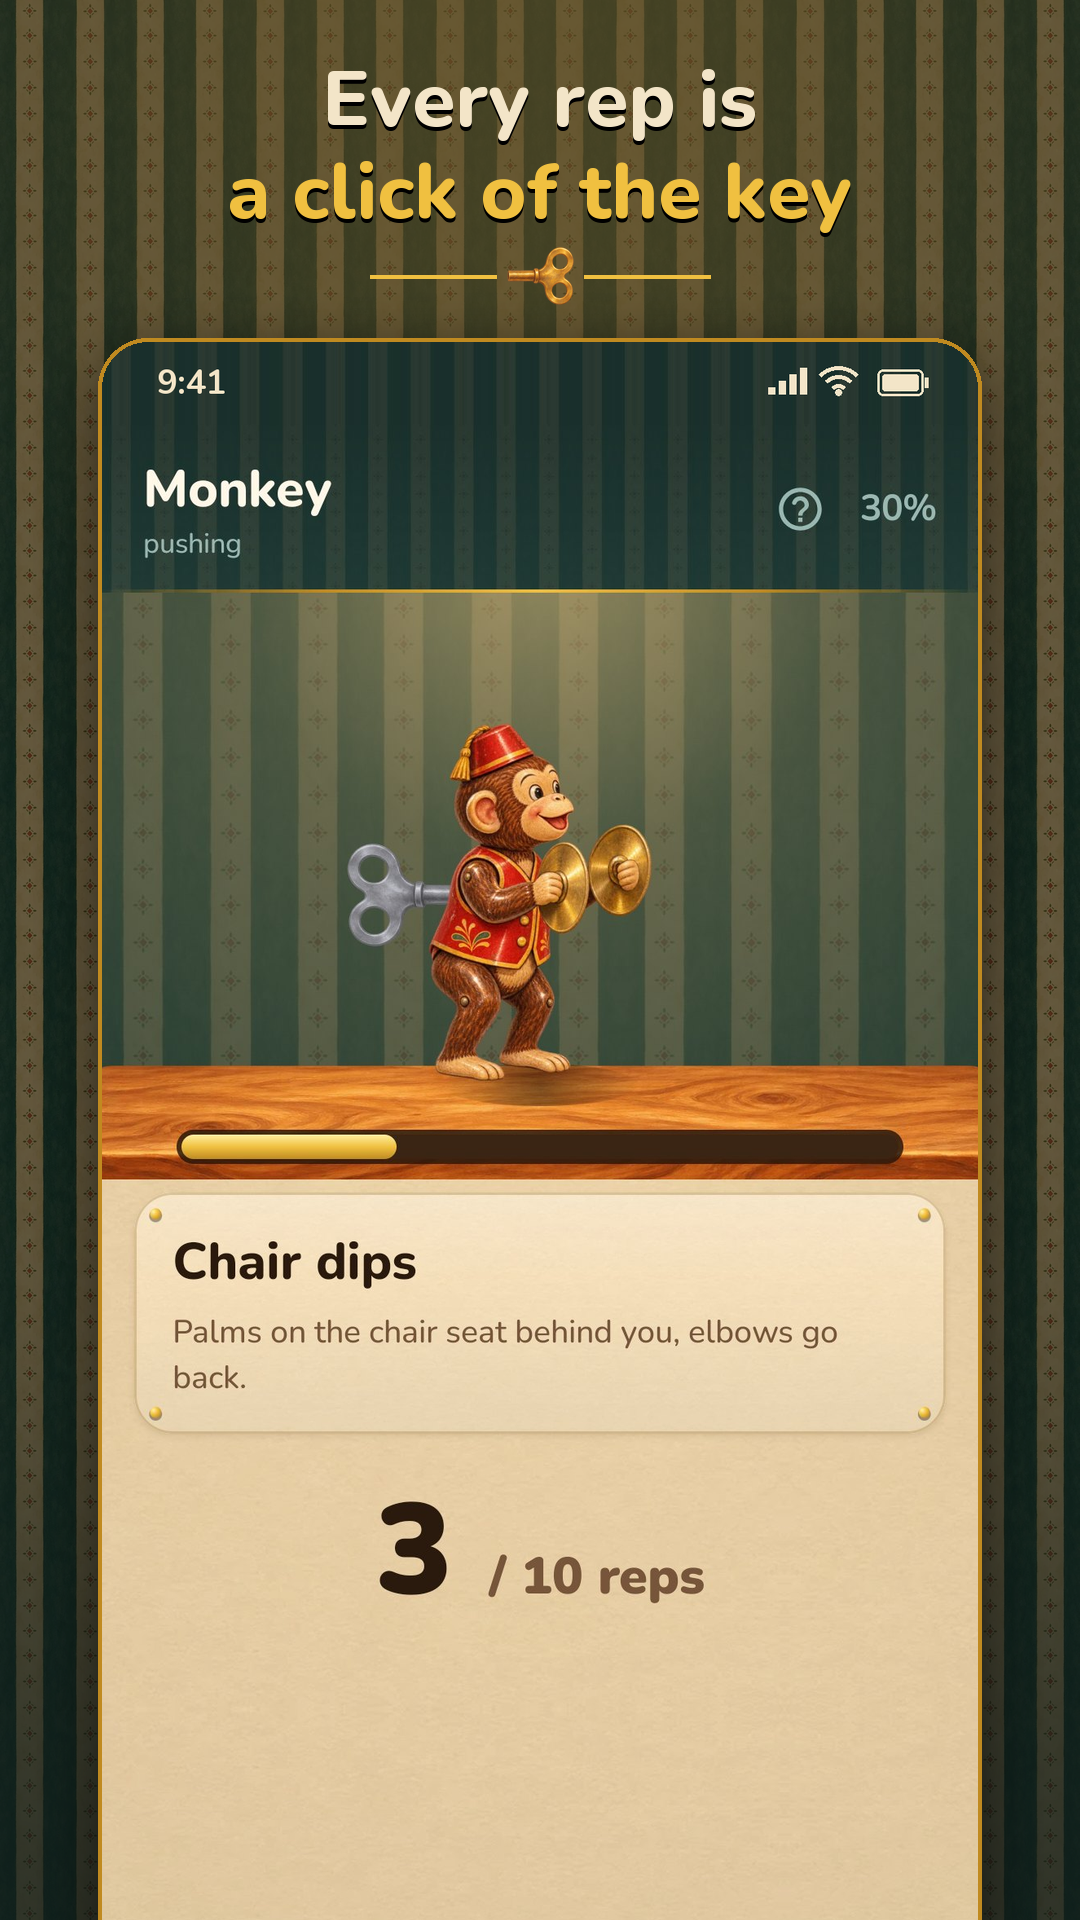 Every rep is
a click of the key
9:41
Monkey
pushing
30%
Chair dips
Palms on the chair seat behind you, elbows go
back.
3 / 10 reps